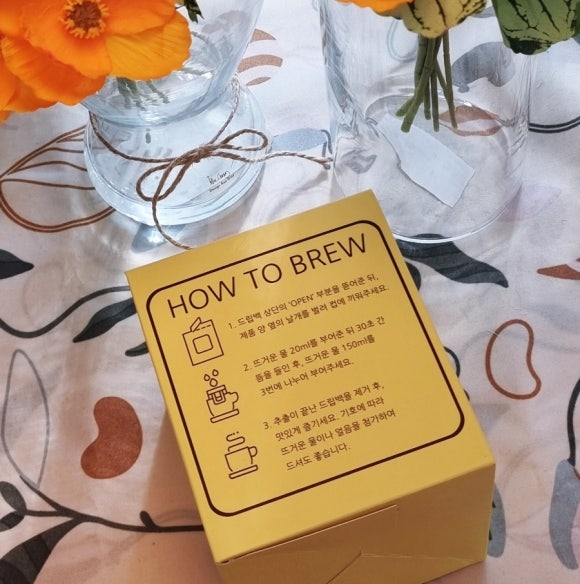 HOW TO BREW
1. 드립백 상단의 'OPEN' 부분을 뜯어준 뒤,
제품 양 옆의 날개를 벌려 컵에 끼워주세요.
2. 뜨거운 물 20ml를 부어준 뒤 30초 간
뜸을 들인 후, 뜨거운 물 150ml를
3번에 나누어 부어주세요.
3. 추출이 끝난 드립백을 제거 후,
맛있게 즐기세요. 기호에 따라
뜨거운 물이나 얼음을 첨가하여
드셔도 좋습니다.